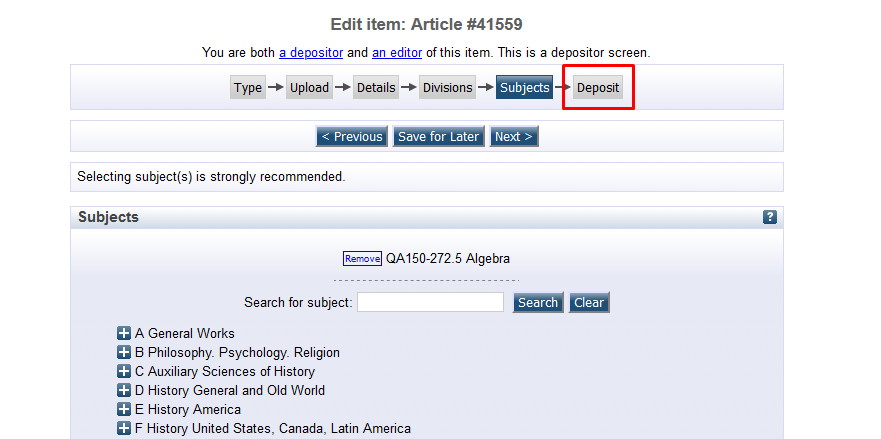 Edit item: Article #41559
You are both a depositor and an editor of this item. This is a depositor screen.
Type Upload Details Divisions Subjects Deposit
< Previous Save for Later Next >
Selecting subject(s) is strongly recommended.
Subjects ?
Remove QA150-272.5 Algebra
Search for subject: Search Clear
A General Works
B Philosophy. Psychology. Religion
C Auxiliary Sciences of History
D History General and Old World
E History America
F History United States, Canada, Latin America